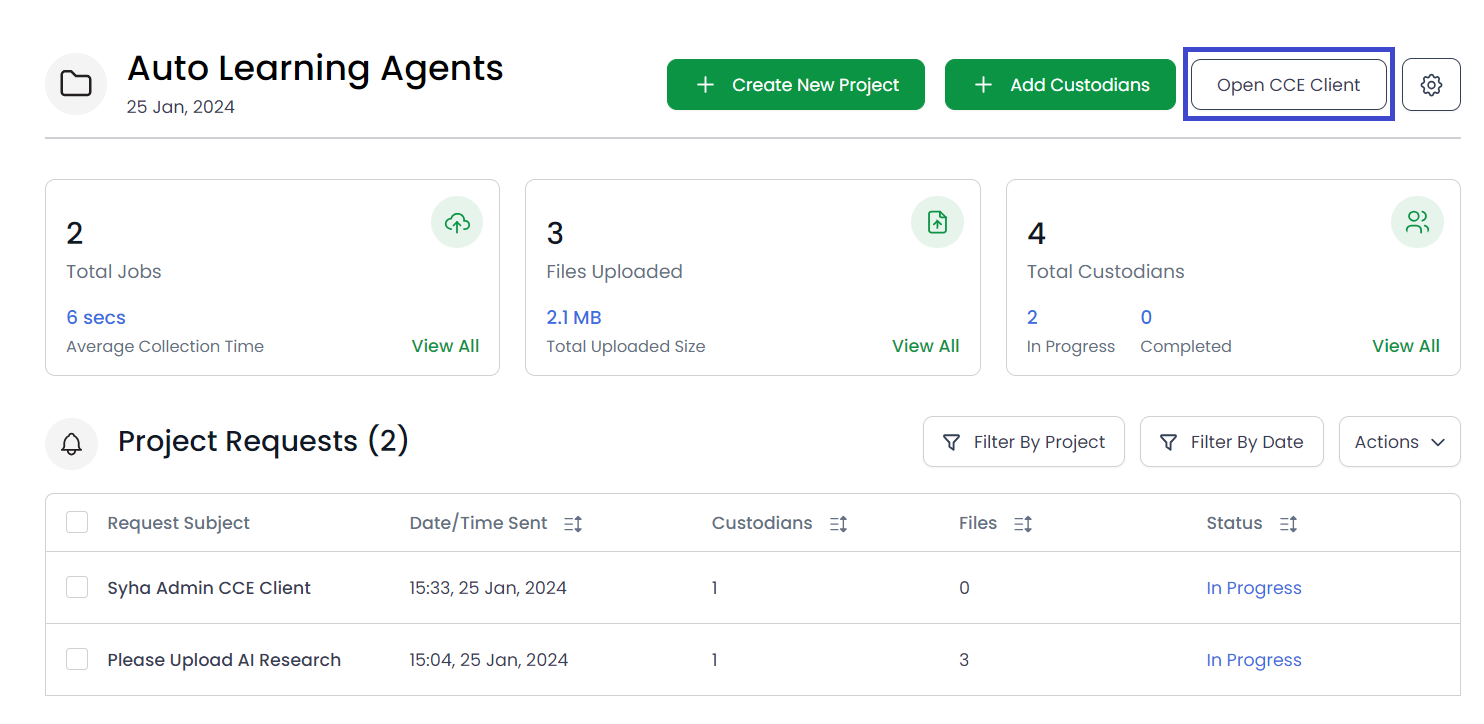 Auto Learning Agents
25 Jan, 2024
Create New Project
Add Custodians
Open CCE Client
2
Total Jobs
6 secs
Average Collection Time
View All
3
Files Uploaded
2.1 MB
Total Uploaded Size
View All
4
Total Custodians
2 0
In Progress Completed
View All
Project Requests (2)
Filter By Project
Filter By Date
Actions
Request Subject Date/Time Sent Custodians Files Status
Syha Admin CCE Client 15:33, 25 Jan, 2024 1 0 In Progress
Please Upload AI Research 15:04, 25 Jan, 2024 1 3 In Progress